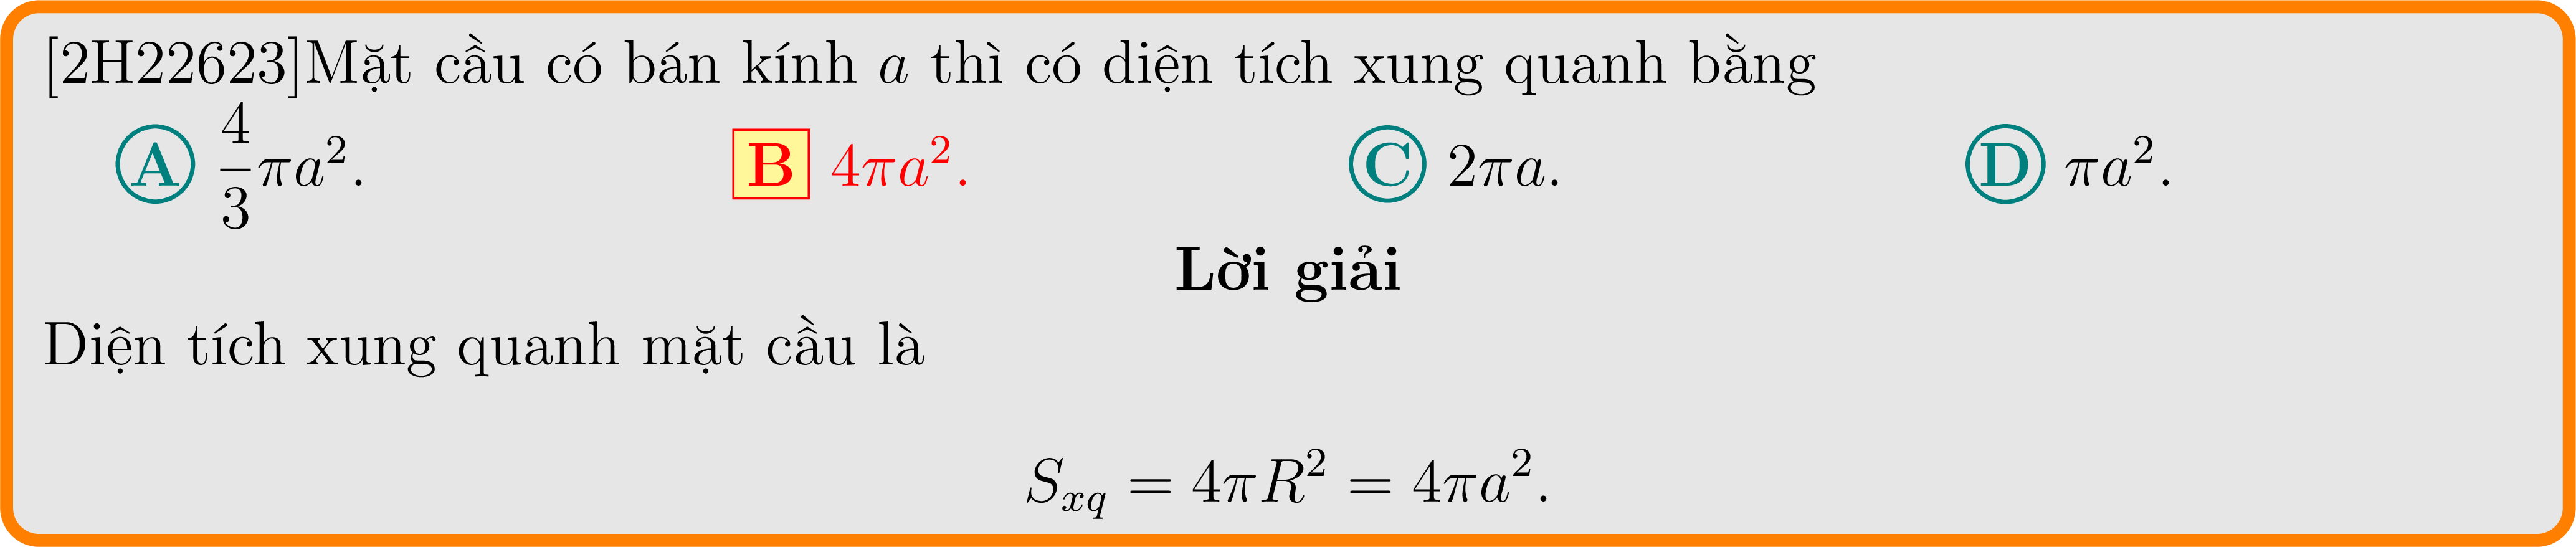 [2H22623]Mặt cầu có bán kính a thì có diện tích xung quanh bằng
A $\frac{4}{3}\pi a^2$. B $4\pi a^2$. C $2\pi a$. D $\pi a^2$.
Lời giải
Diện tích xung quanh mặt cầu là
$S_{xq} = 4\pi R^2 = 4\pi a^2$.